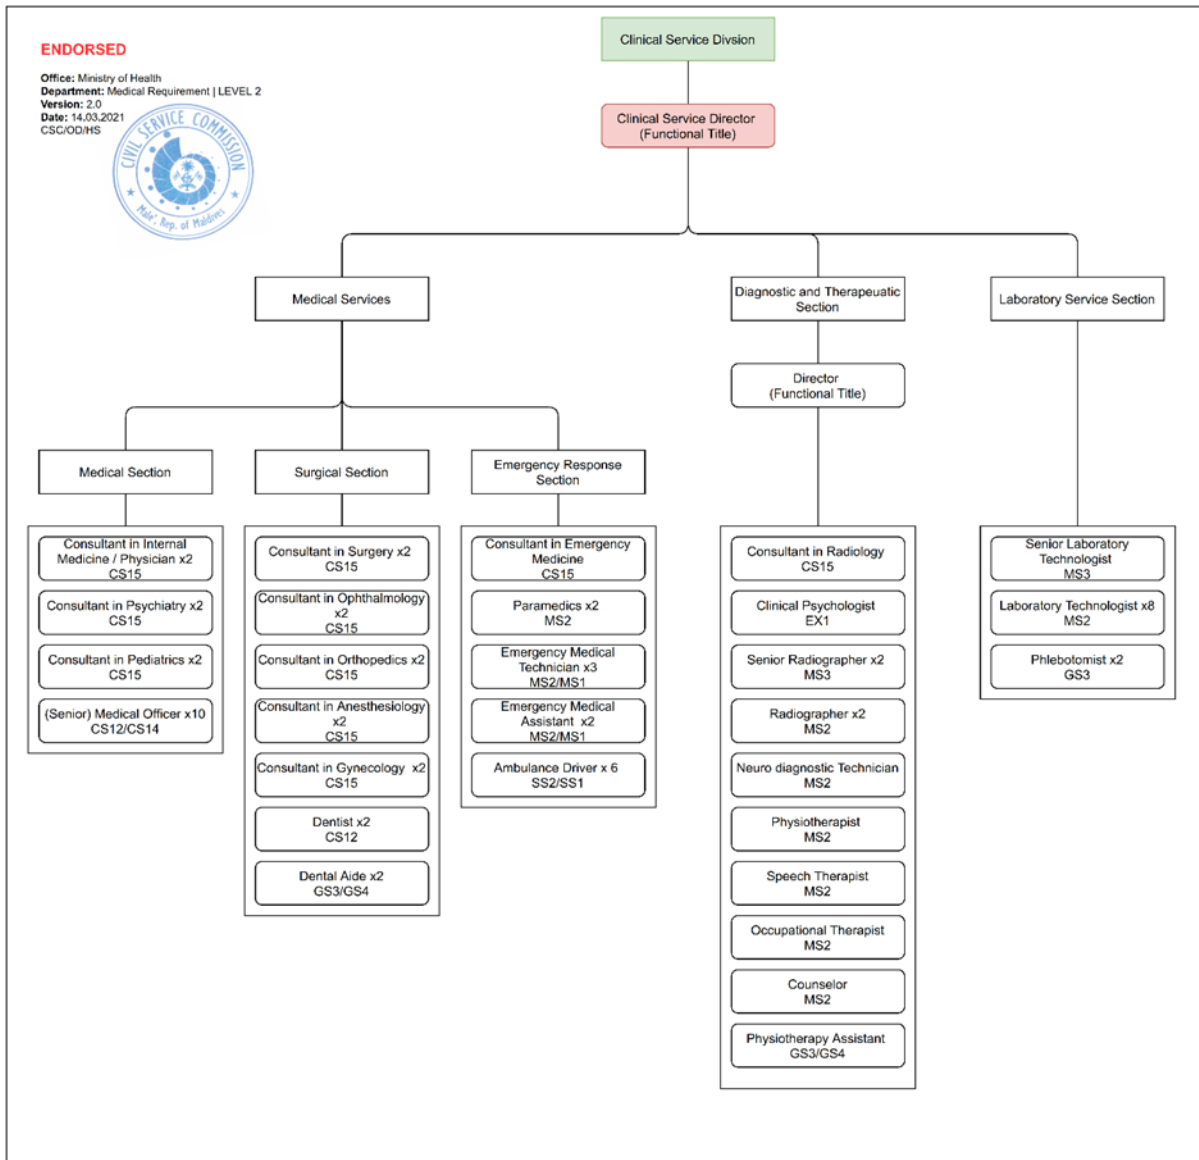 ENDORSED
Office: Ministry of Health
Department: Medical Requirement | LEVEL 2
Version: 2.0
Date: 14.03.2021
CSC/OD/HS
CIVIL SERVICE COMMISSION
Male', Rep. of Maldives
Clinical Service Divsion
Clinical Service Director
(Functional Title)
Medical Services
Diagnostic and Therapeuatic
Section
Laboratory Service Section
Director
(Functional Title)
Medical Section
Surgical Section
Emergency Response
Section
Consultant in Internal
Medicine / Physician x2
CS15
Consultant in Psychiatry x2
CS15
Consultant in Pediatrics x2
CS15
(Senior) Medical Officer x10
CS12/CS14
Consultant in Surgery x2
CS15
Consultant in Ophthalmology
x2
CS15
Consultant in Orthopedics x2
CS15
Consultant in Anesthesiology
x2
CS15
Consultant in Gynecology x2
CS15
Dentist x2
CS12
Dental Aide x2
GS3/GS4
Consultant in Emergency
Medicine
CS15
Paramedics x2
MS2
Emergency Medical
Technician x3
MS2/MS1
Emergency Medical
Assistant x2
MS2/MS1
Ambulance Driver x 6
SS2/SS1
Consultant in Radiology
CS15
Clinical Psychologist
EX1
Senior Radiographer x2
MS3
Radiographer x2
MS2
Neuro diagnostic Technician
MS2
Physiotherapist
MS2
Speech Therapist
MS2
Occupational Therapist
MS2
Counselor
MS2
Physiotherapy Assistant
GS3/GS4
Senior Laboratory
Technologist
MS3
Laboratory Technologist x8
MS2
Phlebotomist x2
GS3